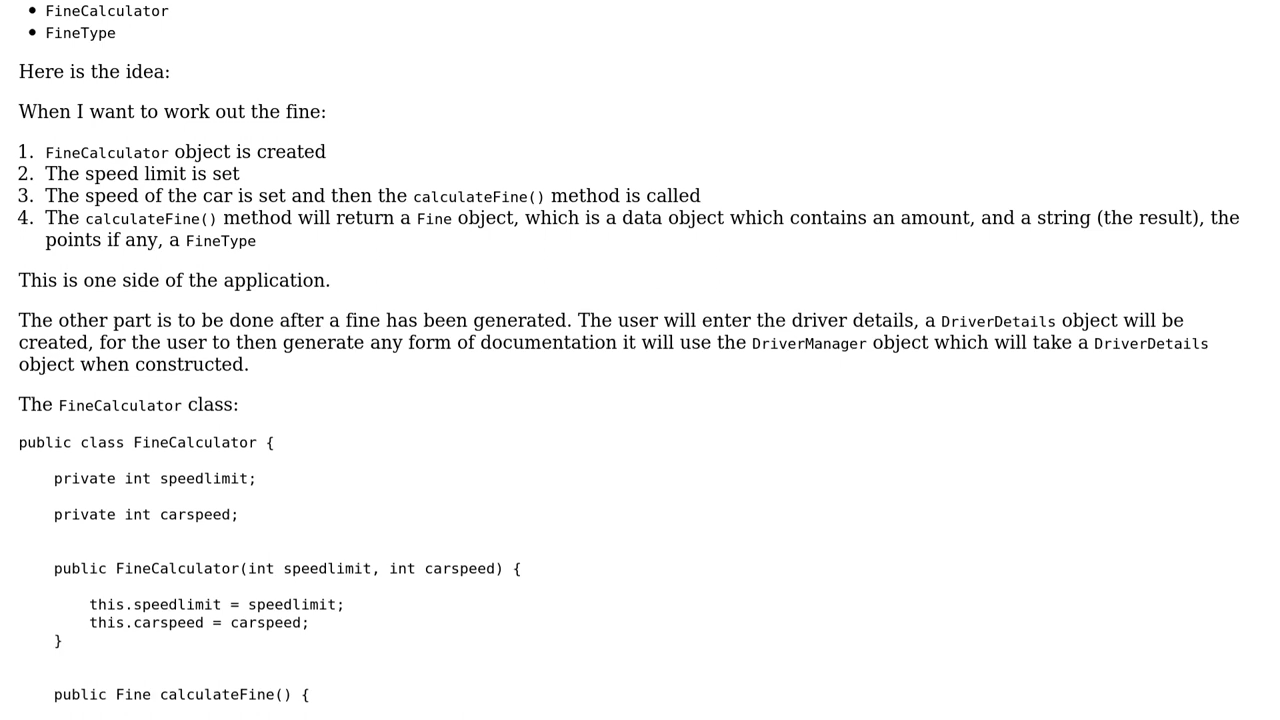 • FineCalculator
• FineType
Here is the idea:
When I want to work out the fine:
1. FineCalculator object is created
2. The speed limit is set
3. The speed of the car is set and then the calculateFine() method is called
4. The calculateFine() method will return a Fine object, which is a data object which contains an amount, and a string (the result), the
points if any, a FineType
This is one side of the application.
The other part is to be done after a fine has been generated. The user will enter the driver details, a DriverDetails object will be
created, for the user to then generate any form of documentation it will use the DriverManager object which will take a DriverDetails
object when constructed.
The FineCalculator class:
public class FineCalculator {
    private int speedlimit;
    private int carspeed;
    public FineCalculator(int speedlimit, int carspeed) {
        this.speedlimit = speedlimit;
        this.carspeed = carspeed;
    }
    public Fine calculateFine() {